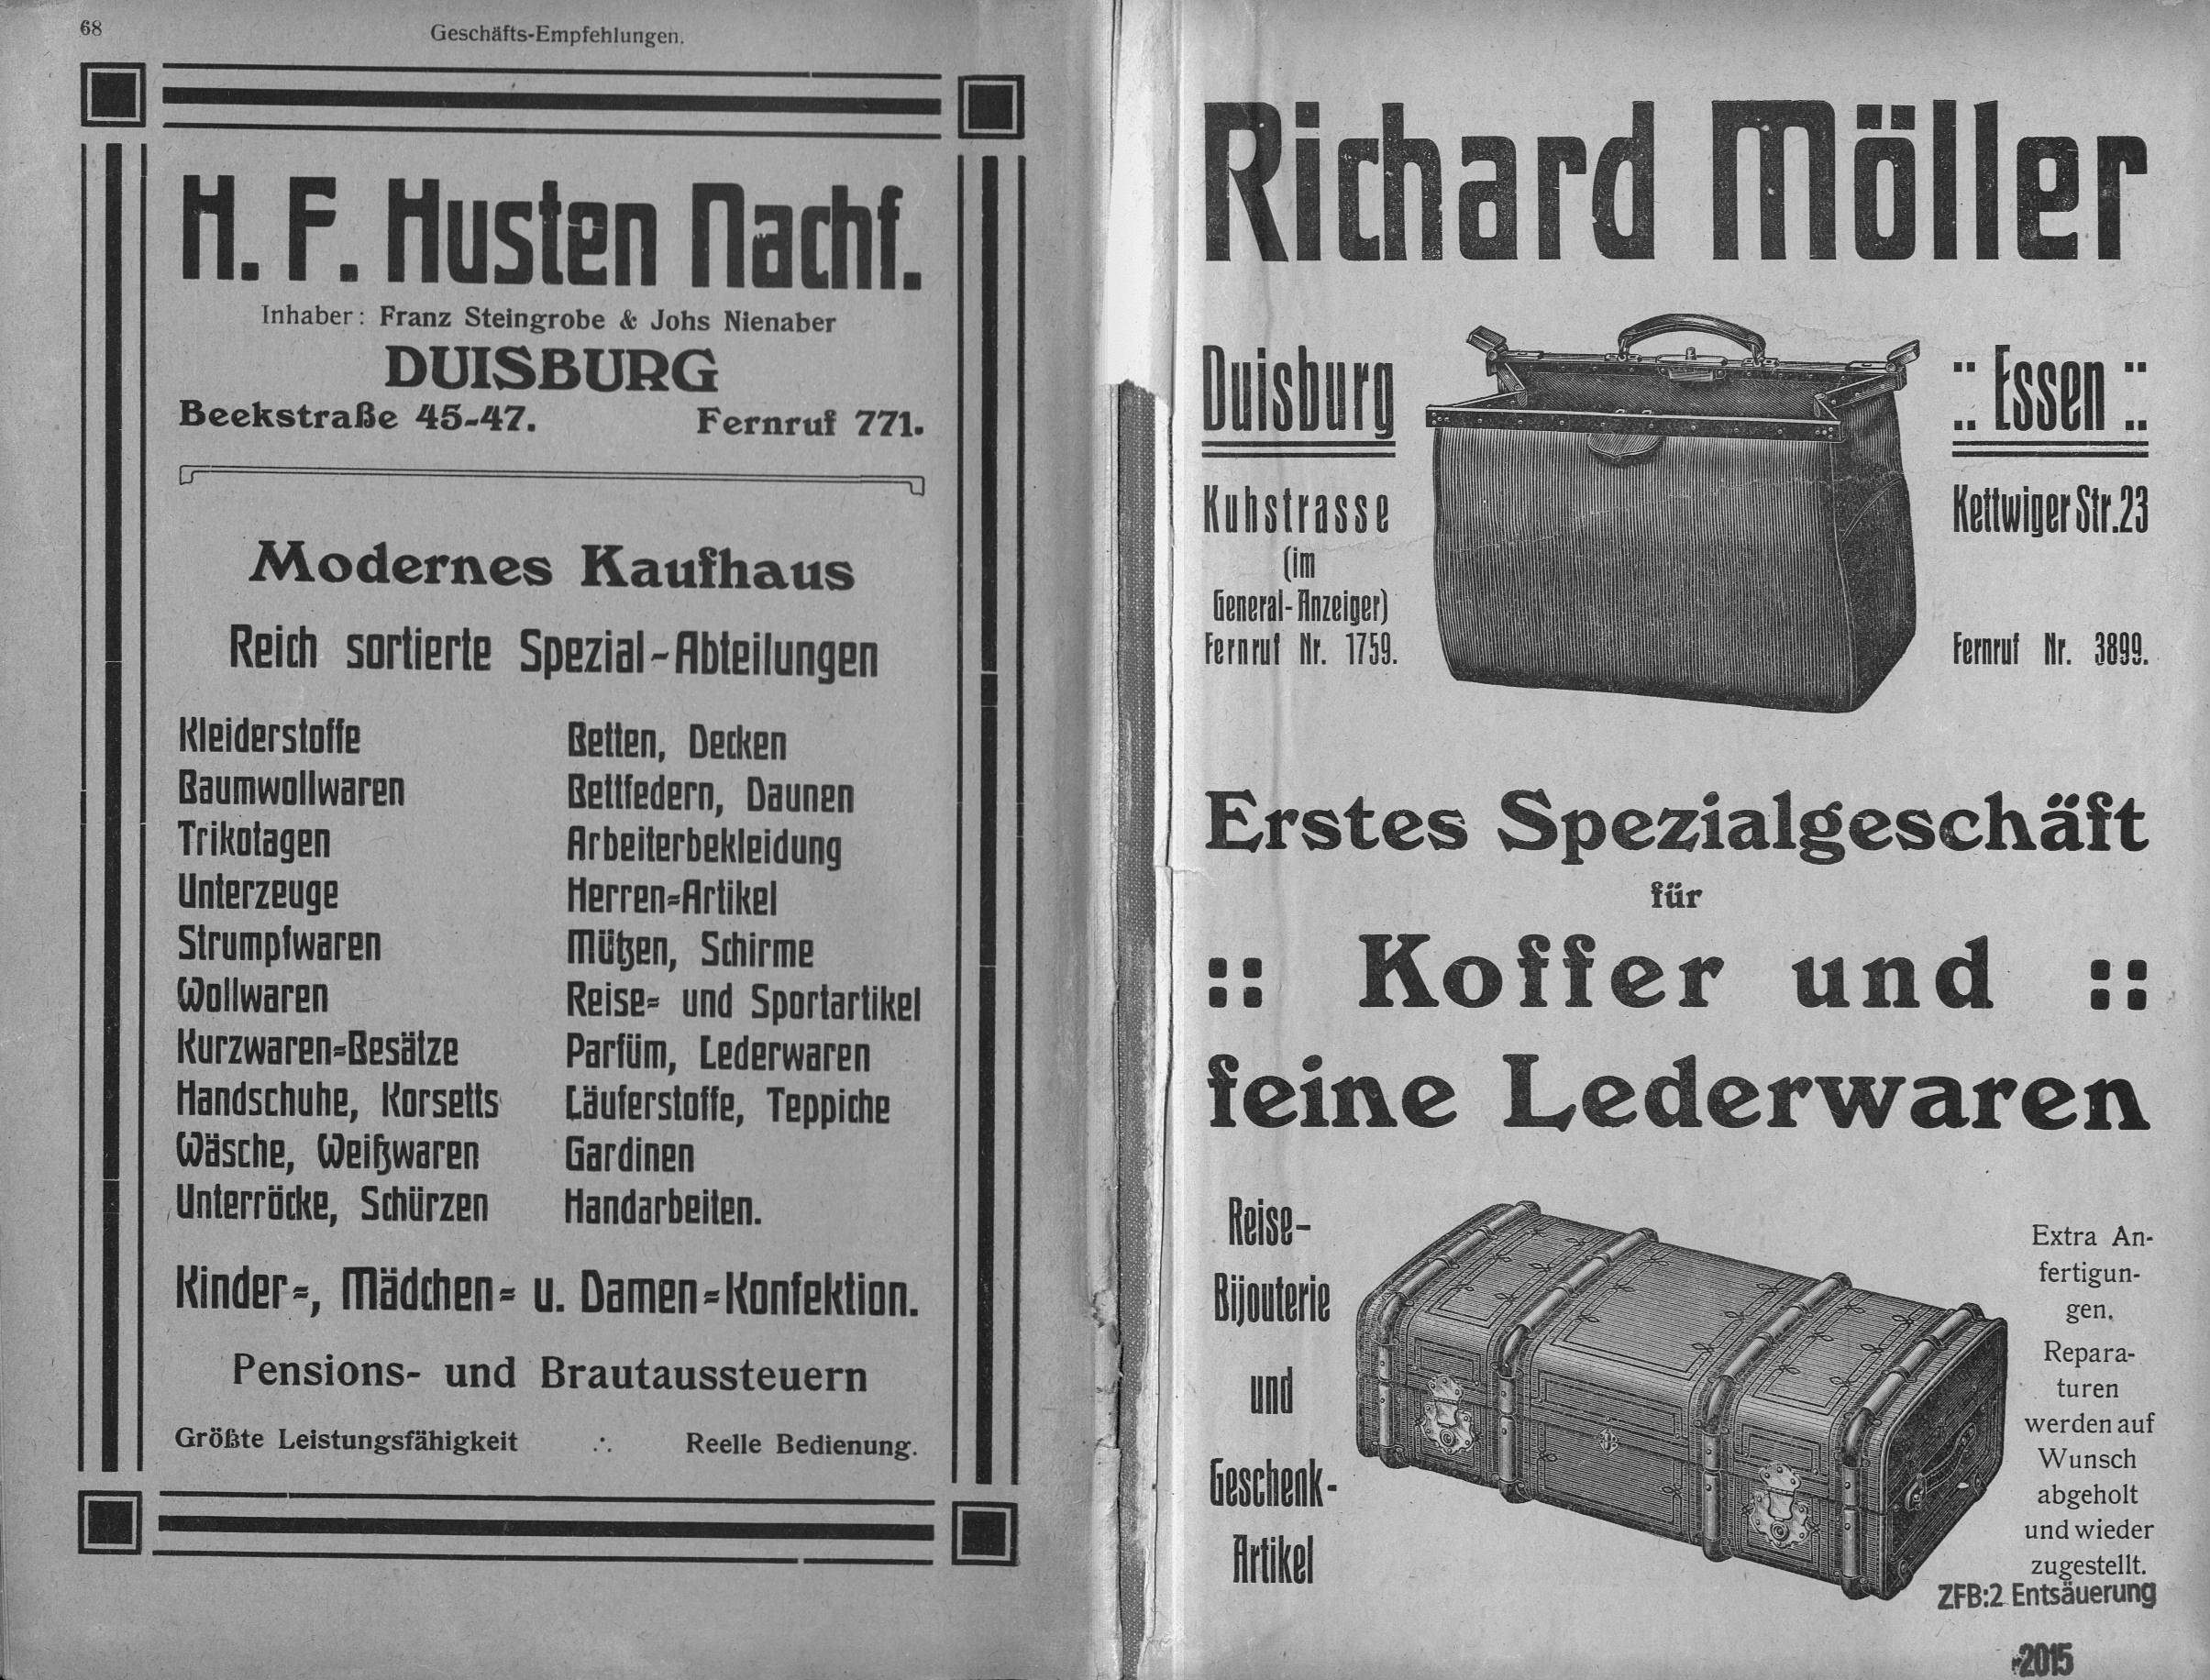 68
Geschäfts-Empfehlungen.
H. F. Husten Nachf.
Inhaber: Franz Steingrobe & Johs Nienaber
DUISBURG
Beekstraße 45-47. Fernruf 771.
Modernes Kaufhaus
Reich sortierte Spezial-Abteilungen
Kleiderstoffe
Baumwollwaren
Trikotagen
Unterzeuge
Strumpfwaren
Wollwaren
Kurzwaren-Besätze
Handschuhe, Korsetts
Wäsche, Weißwaren
Unterröcke, Schürzen
Betten, Decken
Bettfedern, Daunen
Arbeiterbekleidung
Herren-Artikel
Mützen, Schirme
Reise- und Sportartikel
Parfüm, Lederwaren
Läuferstoffe, Teppiche
Gardinen
Handarbeiten.
Kinder-, Mädchen- u. Damen-Konfektion.
Pensions- und Brautaussteuern
Größte Leistungsfähigkeit ∴ Reelle Bedienung.
Richard Möller
Duisburg
Kuhstrasse
(im
General-Anzeiger)
Fernruf Nr. 1759.
:: Essen ::
Kettwiger Str. 23
Fernruf Nr. 3899.
Erstes Spezialgeschäft
für
:: Koffer und ::
feine Lederwaren
Reise-
Bijouterie
und
Geschenk-
Artikel
Extra An-
fertigun-
gen.
Repara-
turen
werden auf
Wunsch
abgeholt
und wieder
zugestellt.
ZFB:2 Entsäuerung
2015